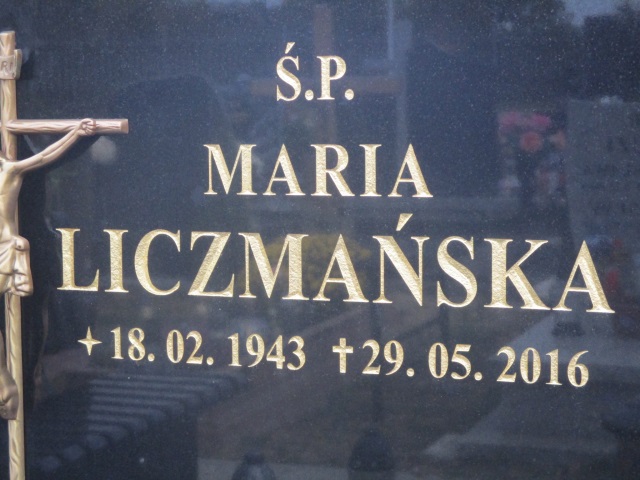 Ś.P.
MARIA
LICZMAŃSKA
18. 02. 1943 29. 05. 2016